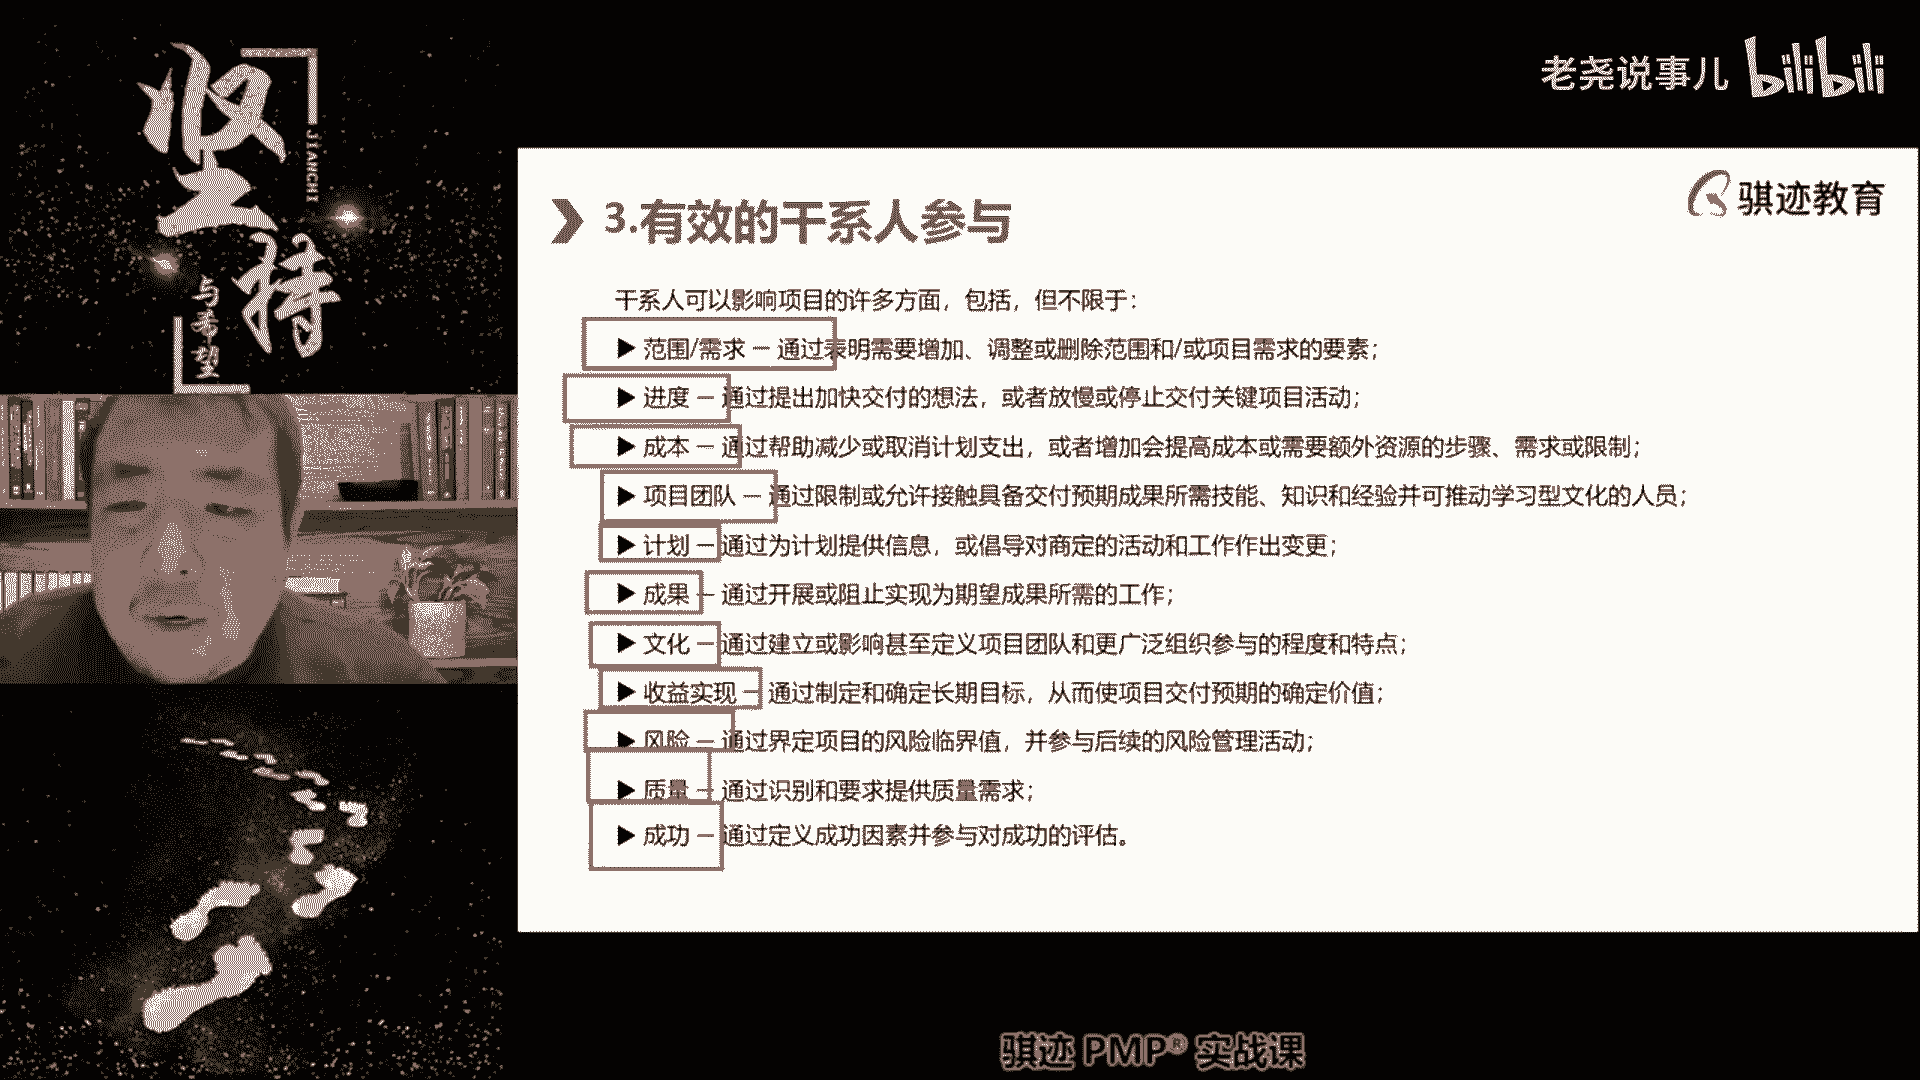 坚持
JIANCHI
与希望
老尧说事儿 bilibili
骐迹教育
3.有效的干系人参与
干系人可以影响项目的许多方面，包括，但不限于：
▶ 范围/需求 — 通过表明需要增加、调整或删除范围和/或项目需求的要素；
▶ 进度 — 通过提出加快交付的想法，或者放慢或停止交付关键项目活动；
▶ 成本 — 通过帮助减少或取消计划支出，或者增加会提高成本或需要额外资源的步骤、需求或限制；
▶ 项目团队 — 通过限制或允许接触具备交付预期成果所需技能、知识和经验并可推动学习型文化的人员；
▶ 计划 — 通过为计划提供信息，或倡导对商定的活动和工作作出变更；
▶ 成果 — 通过开展或阻止实现为期望成果所需的工作；
▶ 文化 — 通过建立或影响甚至定义项目团队和更广泛组织参与的程度和特点；
▶ 收益实现 — 通过制定和确定长期目标，从而使项目交付预期的确定价值；
▶ 风险 — 通过界定项目的风险临界值，并参与后续的风险管理活动；
▶ 质量 — 通过识别和要求提供质量需求；
▶ 成功 — 通过定义成功因素并参与对成功的评估。
骐迹 PMP® 实战课